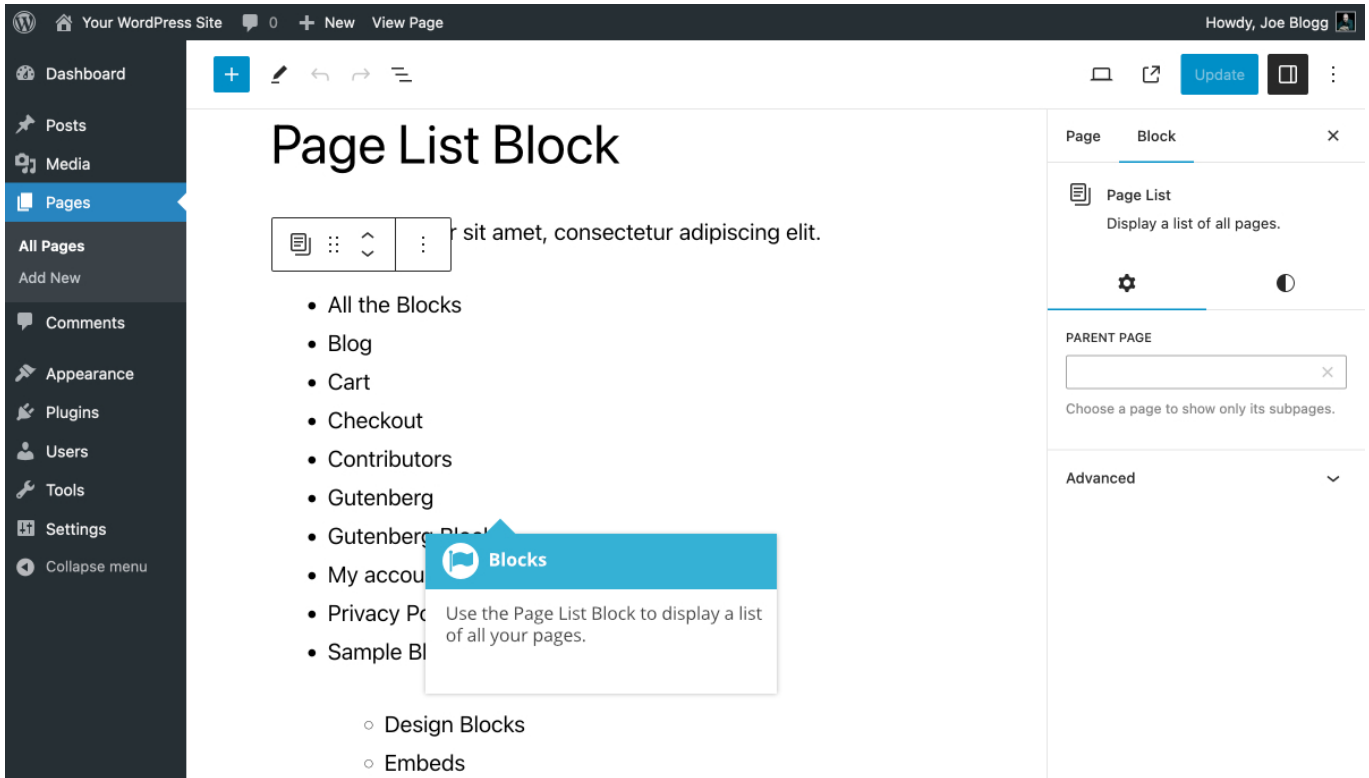 Your WordPress Site 0 New View Page Howdy, Joe Blogg
Dashboard
Posts
Media
Pages
All Pages
Add New
Comments
Appearance
Plugins
Users
Tools
Settings
Collapse menu
Update
Page List Block
sit amet, consectetur adipiscing elit.
All the Blocks
Blog
Cart
Checkout
Contributors
Gutenberg
Gutenberg
My
Privacy
Sample
Design Blocks
Embeds
Blocks
Use the Page List Block to display a list
of all your pages.
Page Block
Page List
Display a list of all pages.
PARENT PAGE
Choose a page to show only its subpages.
Advanced